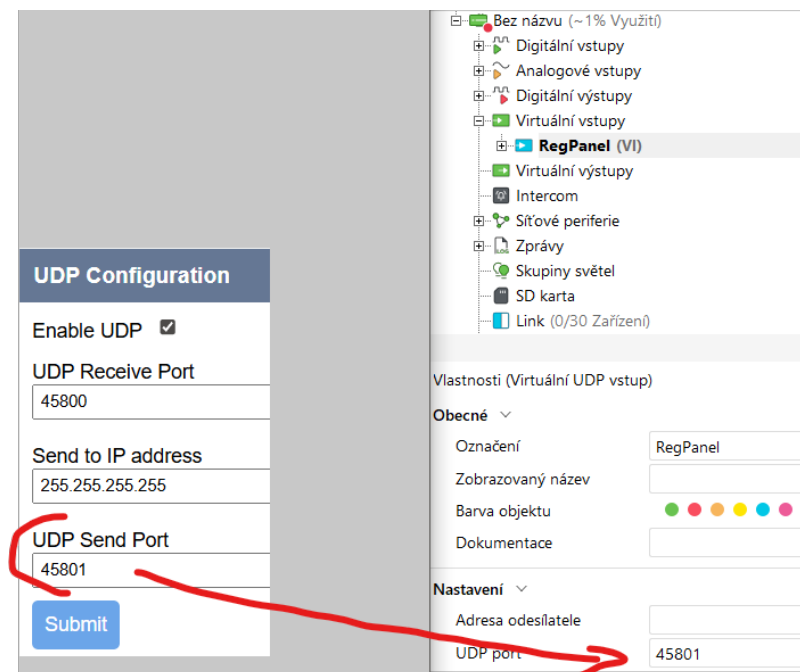 UDP Configuration
Enable UDP
UDP Receive Port
45800
Send to IP address
255.255.255.255
UDP Send Port
45801
Submit
Bez názvu (~1% Využití)
Digitální vstupy
Analogové vstupy
Digitální výstupy
Virtuální vstupy
RegPanel (VI)
Virtuální výstupy
Intercom
Síťové periferie
Zprávy
Skupiny světel
SD karta
Link (0/30 Zařízení)
Vlastnosti (Virtuální UDP vstup)
Obecné
Označení RegPanel
Zobrazovaný název
Barva objektu
Dokumentace
Nastavení
Adresa odesílatele
UDP port 45801